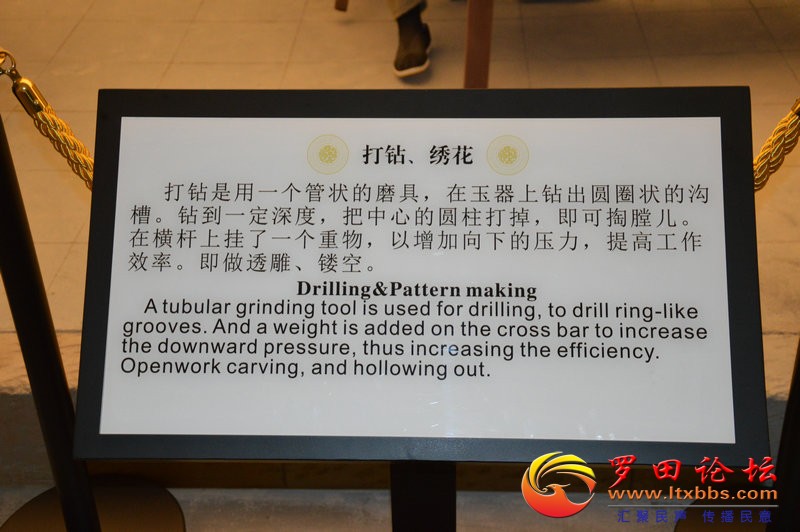 打钻、绣花
打钻是用一个管状的磨具，在玉器上钻出圆圈状的沟
槽。钻到一定深度，把中心的圆柱打掉，即可掏膛儿。
在横杆上挂了一个重物，以增加向下的压力，提高工作
效率。即做透雕、镂空。
Drilling&Pattern making
A tubular grinding tool is used for drilling, to drill ring-like
grooves. And a weight is added on the cross bar to increase
the downward pressure, thus increasing the efficiency.
Openwork carving, and hollowing out.
罗田论坛
www.ltxbbs.com
汇聚民声 传播民意